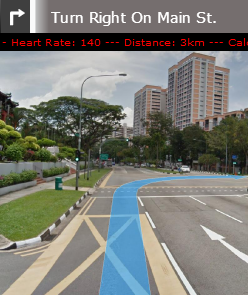 Turn Right On Main St.
- Heart Rate: 140 --- Distance: 3km --- Cal